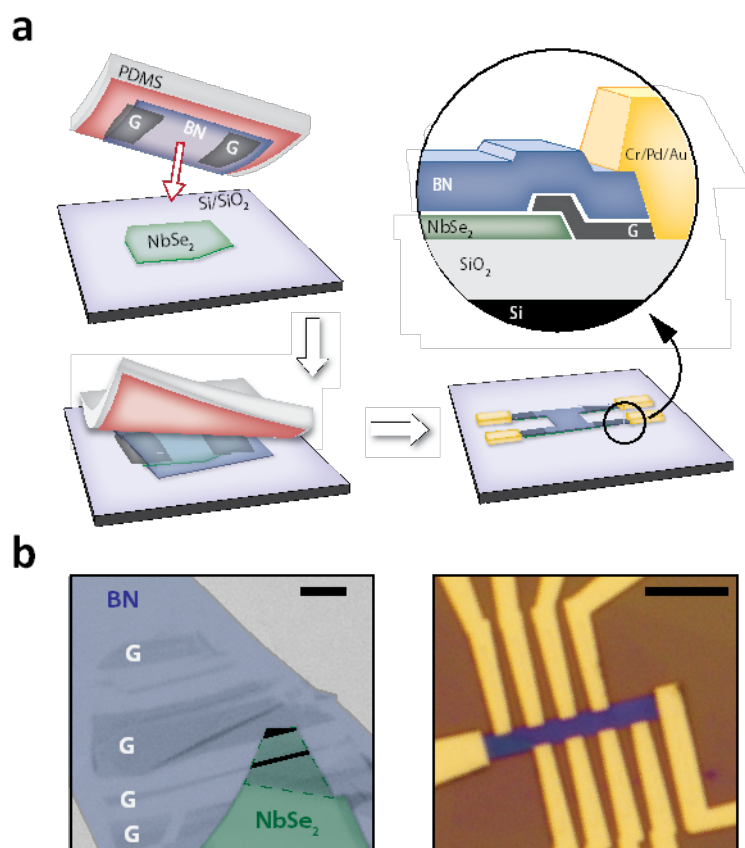 a
PDMS
G
BN
G
Si/SiO₂
NbSe₂
Cr/Pd/Au
BN
NbSe₂
G
SiO₂
Si
b
BN
G
G
G
G
NbSe₂